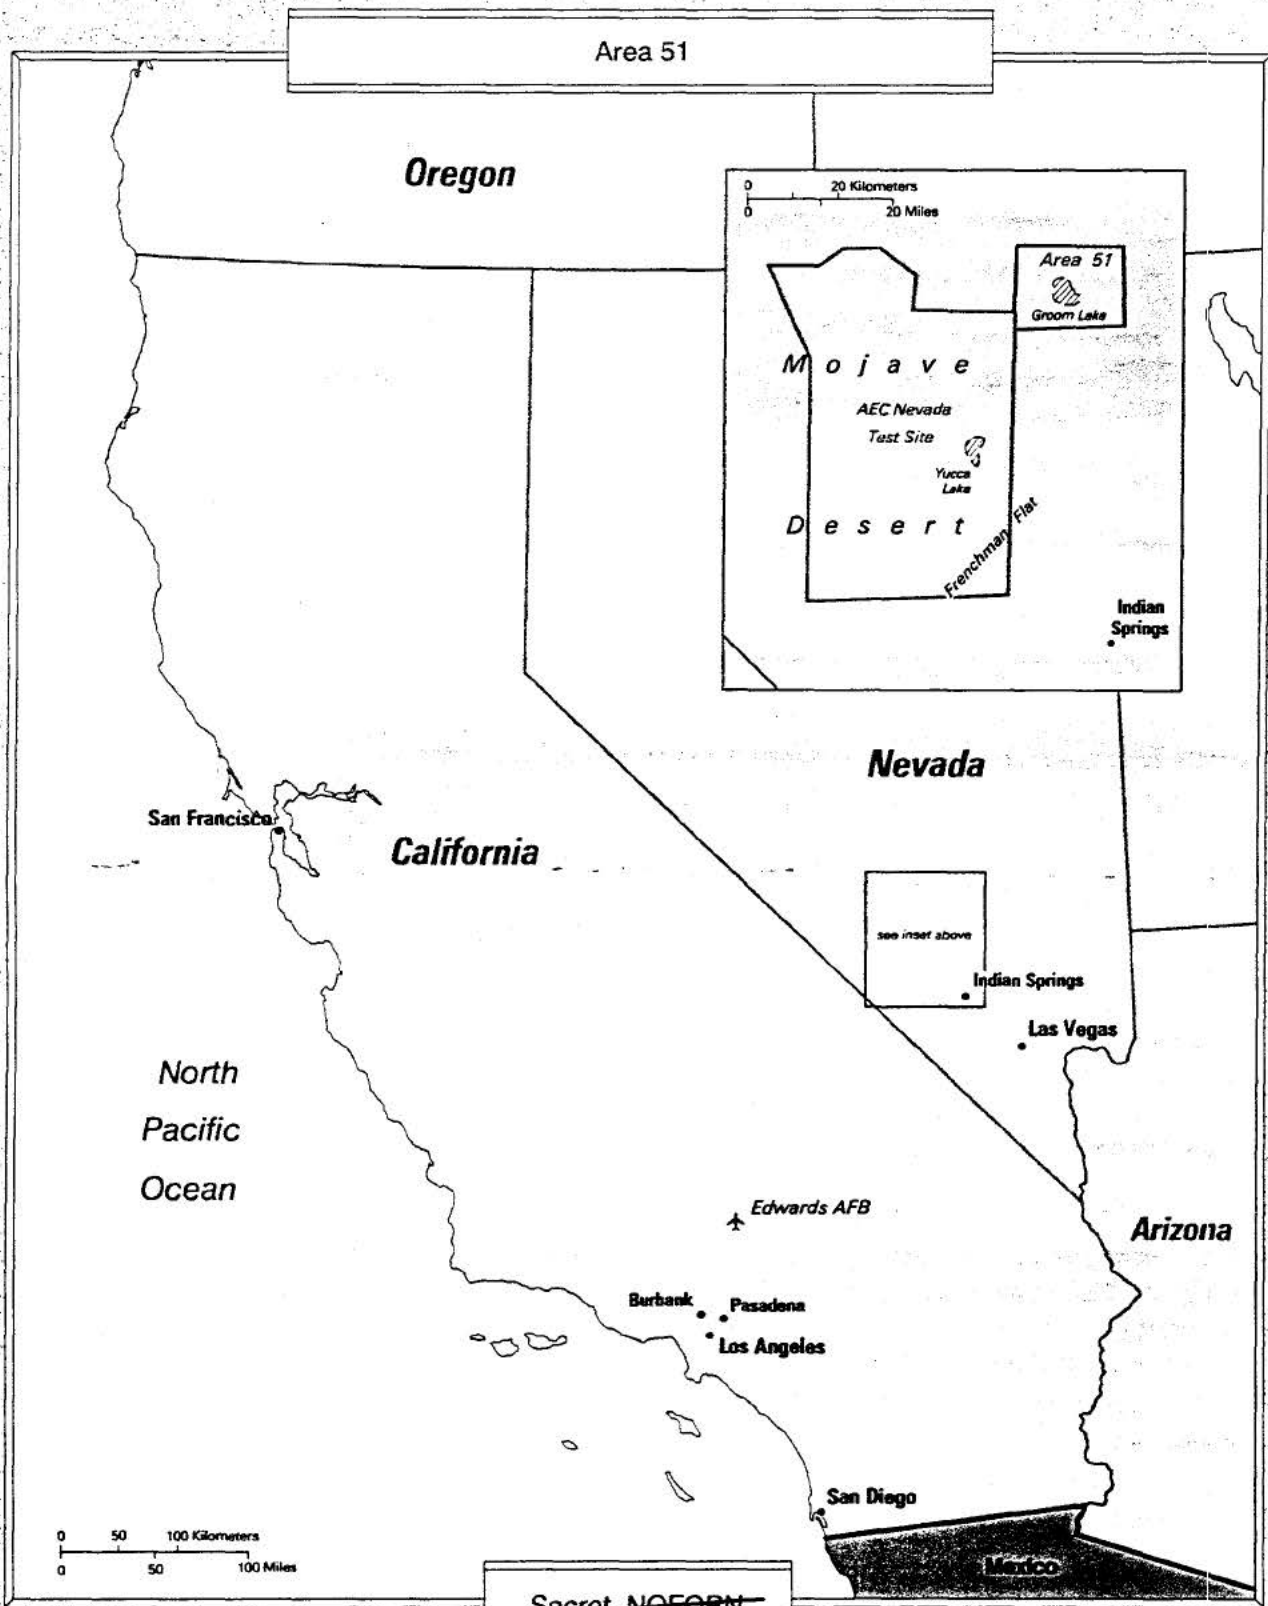 Area 51
Oregon
0 20 Kilometers
0 20 Miles
Area 51
Groom Lake
Mojave
AEC Nevada
Test Site
Yucca
Lake
Desert
Frenchman Flat
Indian
Springs
Nevada
San Francisco
California
see inset above
Indian Springs
Las Vegas
North
Pacific
Ocean
Edwards AFB
Arizona
Burbank
Pasadena
Los Angeles
San Diego
0 50 100 Kilometers
0 50 100 Miles
Mexico
Secret NOFORN